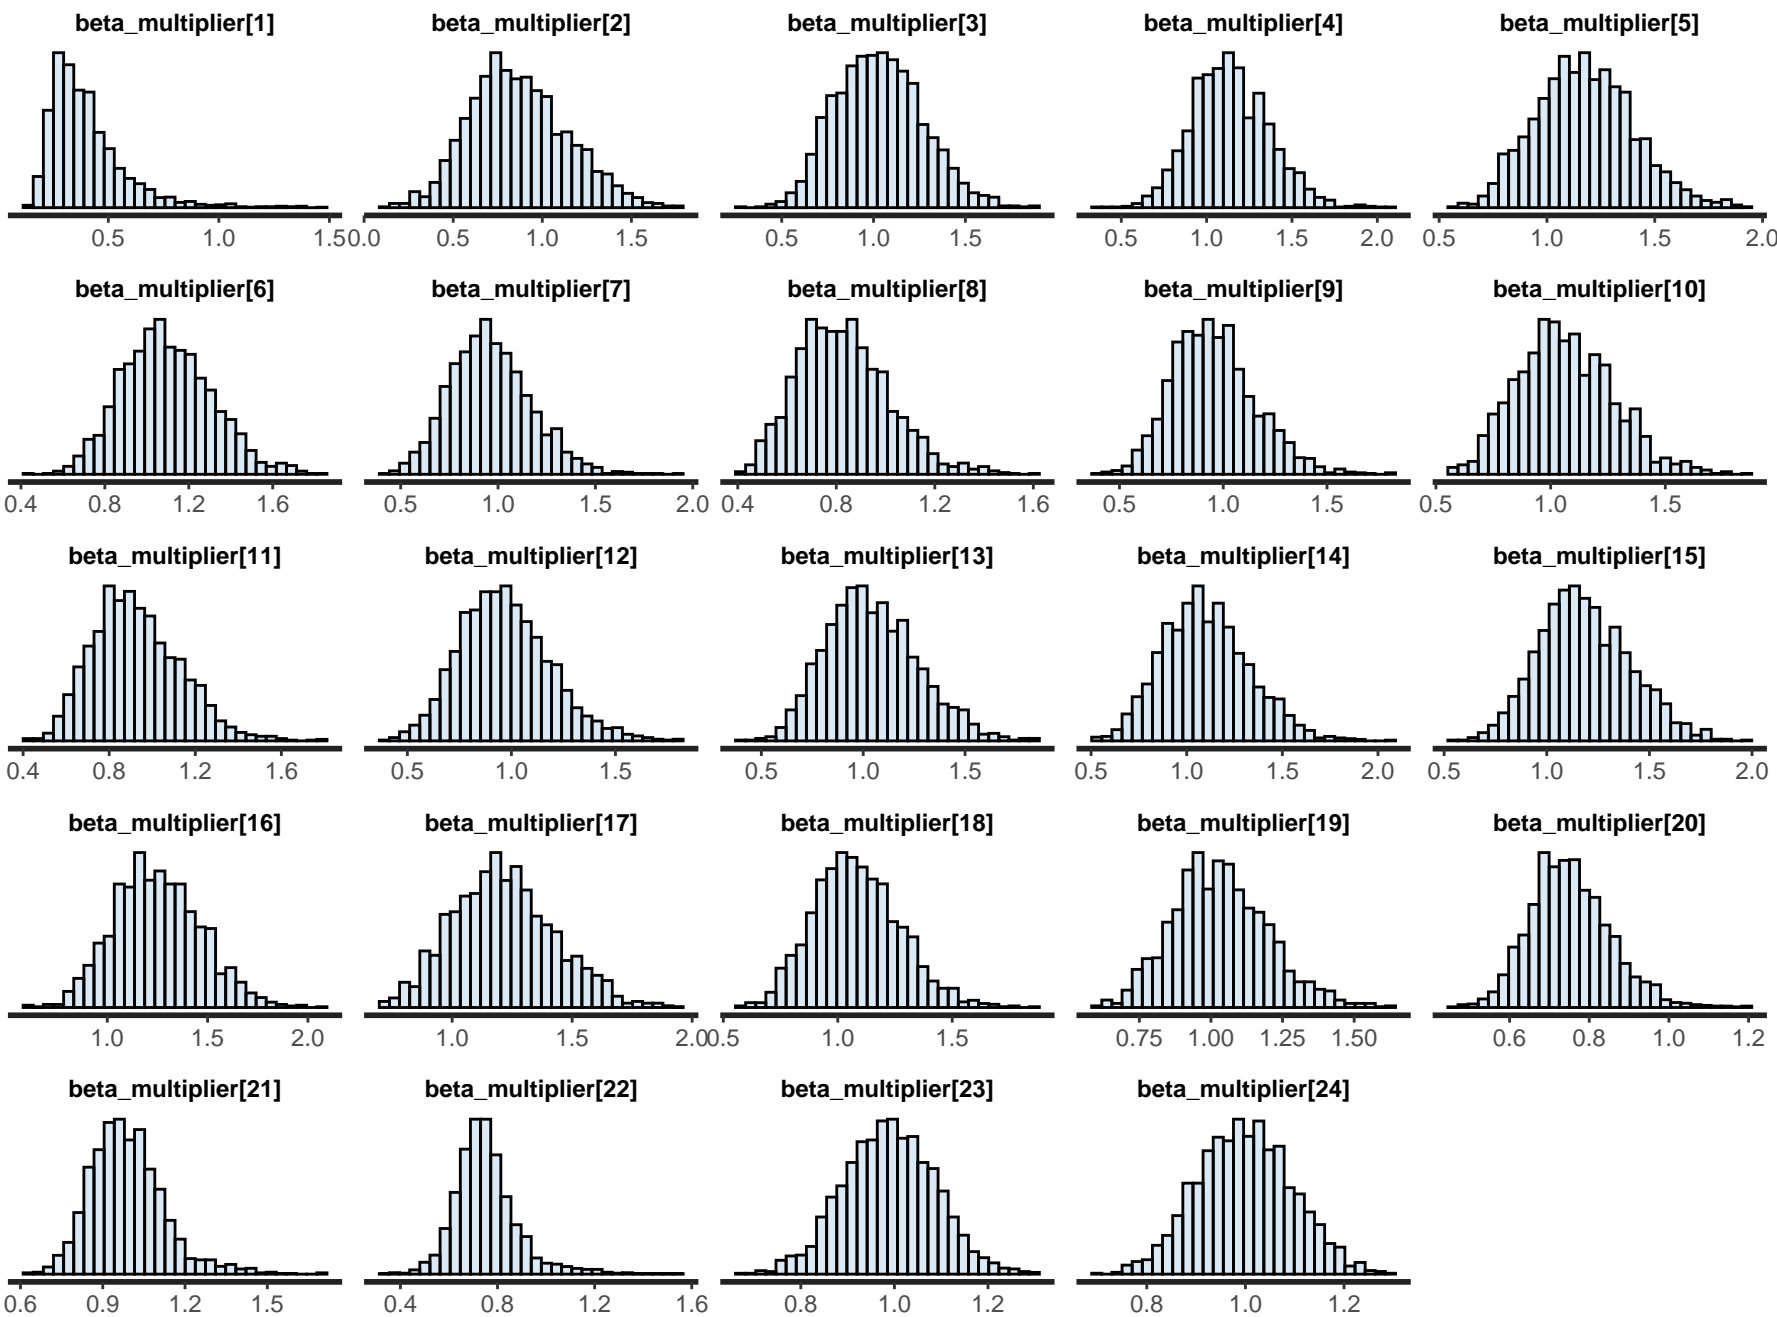 beta_multiplier[1] beta_multiplier[2] beta_multiplier[3] beta_multiplier[4] beta_multiplier[5]
0.5 1.0 1.5 0.0 0.5 1.0 1.5 0.5 1.0 1.5 0.5 1.0 1.5 2.0 0.5 1.0 1.5 2.0
beta_multiplier[6] beta_multiplier[7] beta_multiplier[8] beta_multiplier[9] beta_multiplier[10]
0.4 0.8 1.2 1.6 0.5 1.0 1.5 2.0 0.4 0.8 1.2 1.6 0.5 1.0 1.5 0.5 1.0 1.5
beta_multiplier[11] beta_multiplier[12] beta_multiplier[13] beta_multiplier[14] beta_multiplier[15]
0.4 0.8 1.2 1.6 0.5 1.0 1.5 0.5 1.0 1.5 0.5 1.0 1.5 2.0 0.5 1.0 1.5 2.0
beta_multiplier[16] beta_multiplier[17] beta_multiplier[18] beta_multiplier[19] beta_multiplier[20]
1.0 1.5 2.0 1.0 1.5 2.0 0.5 1.0 1.5 0.75 1.00 1.25 1.50 0.6 0.8 1.0 1.2
beta_multiplier[21] beta_multiplier[22] beta_multiplier[23] beta_multiplier[24]
0.6 0.9 1.2 1.5 0.4 0.8 1.2 1.6 0.8 1.0 1.2 0.8 1.0 1.2